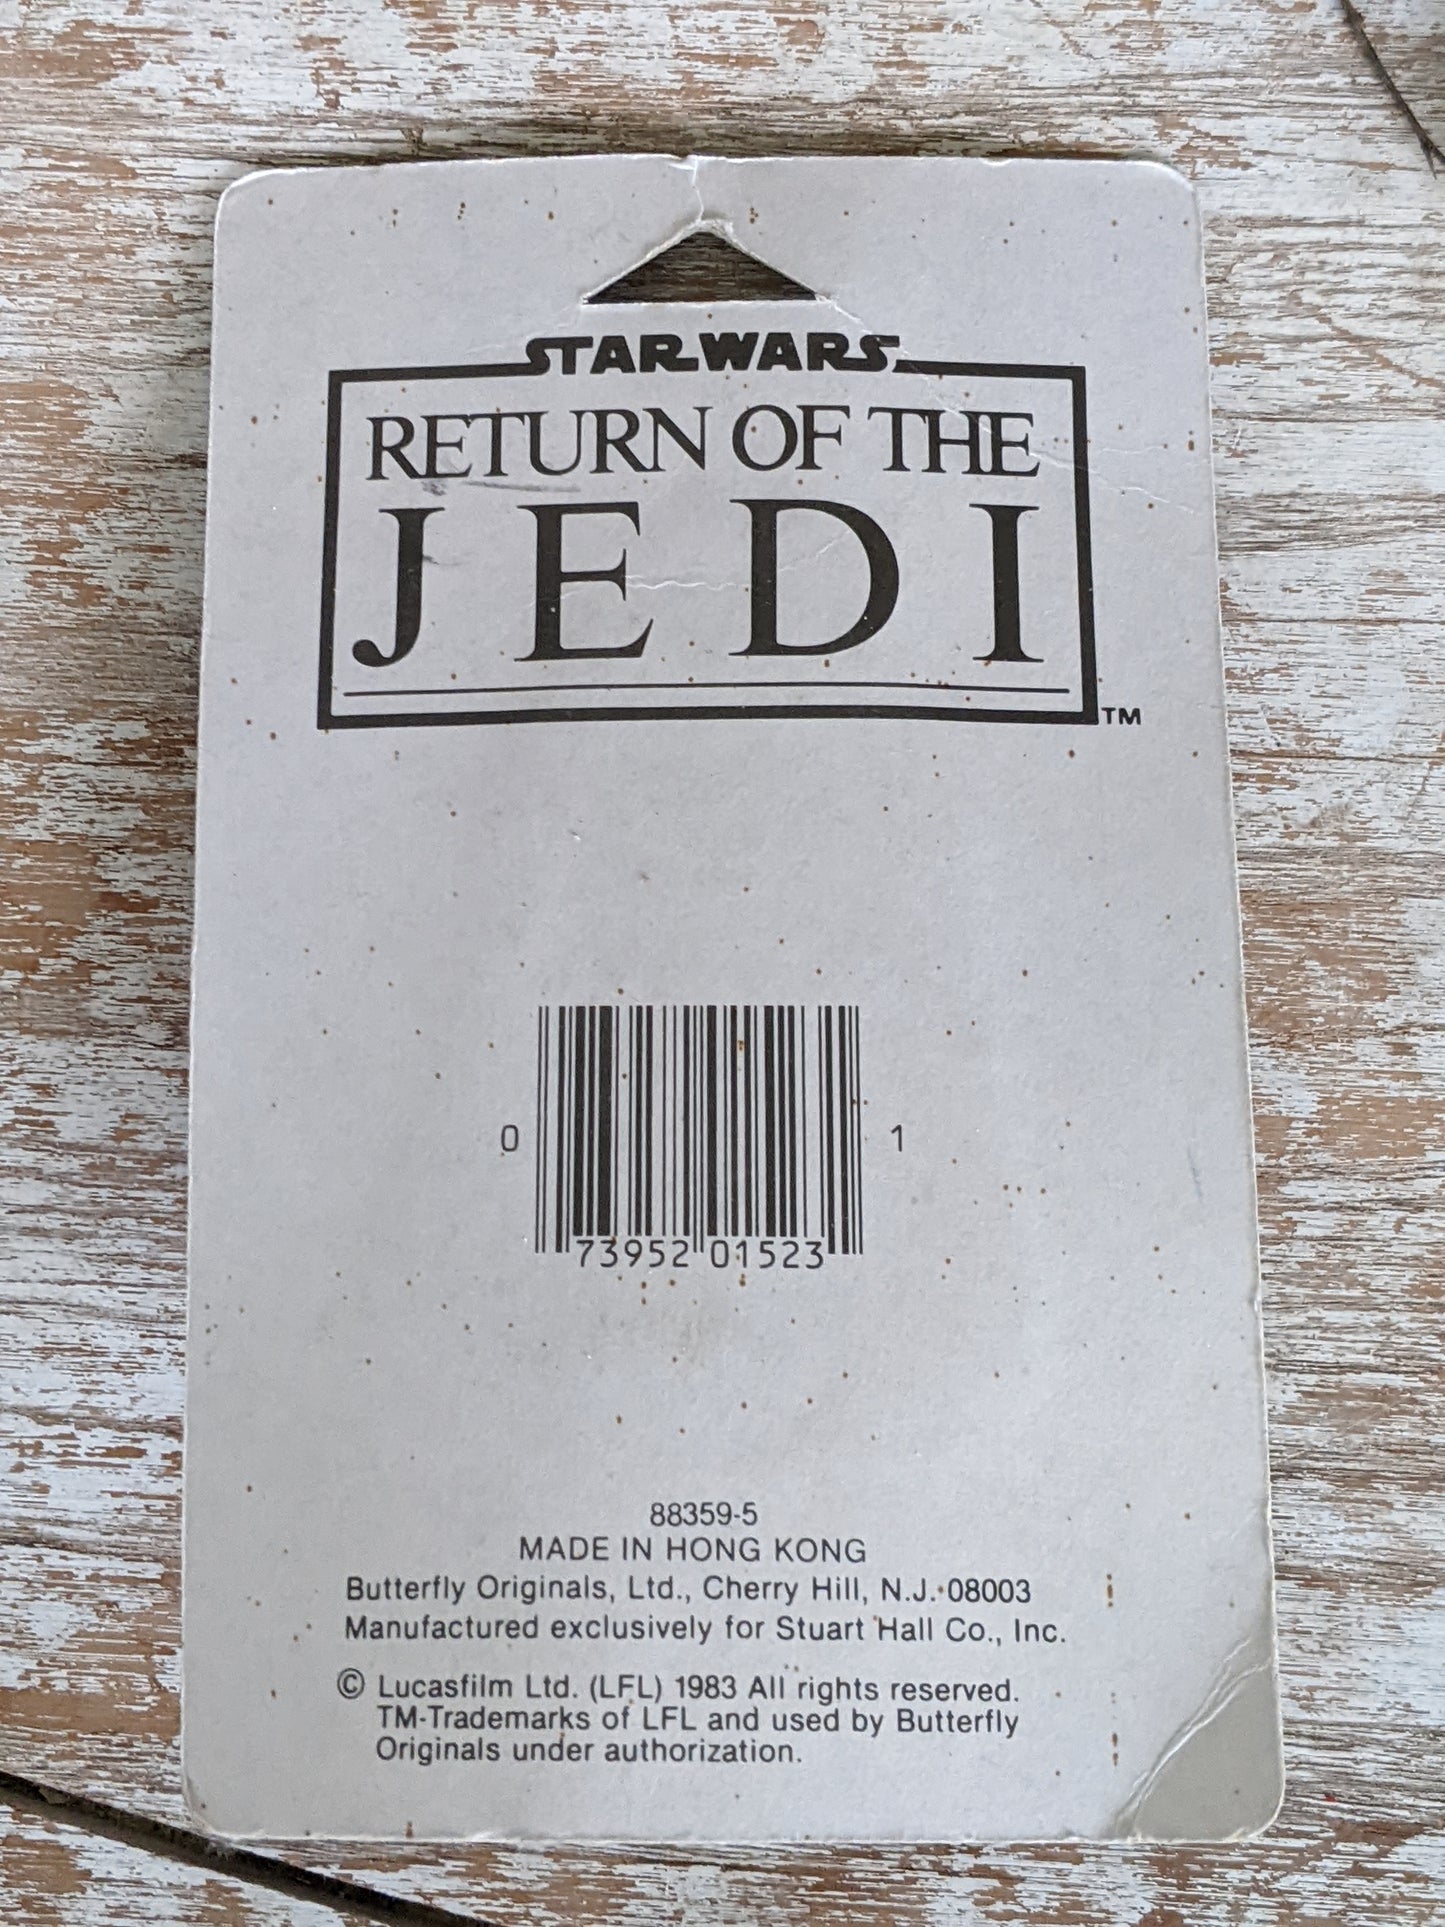 STAR WARS
RETURN OF THE
JEDI
TM
0 73952 01523 1
88359-5
MADE IN HONG KONG
Butterfly Originals, Ltd., Cherry Hill, N.J. 08003
Manufactured exclusively for Stuart Hall Co., Inc.
© Lucasfilm Ltd. (LFL) 1983 All rights reserved.
TM-Trademarks of LFL and used by Butterfly
Originals under authorization.